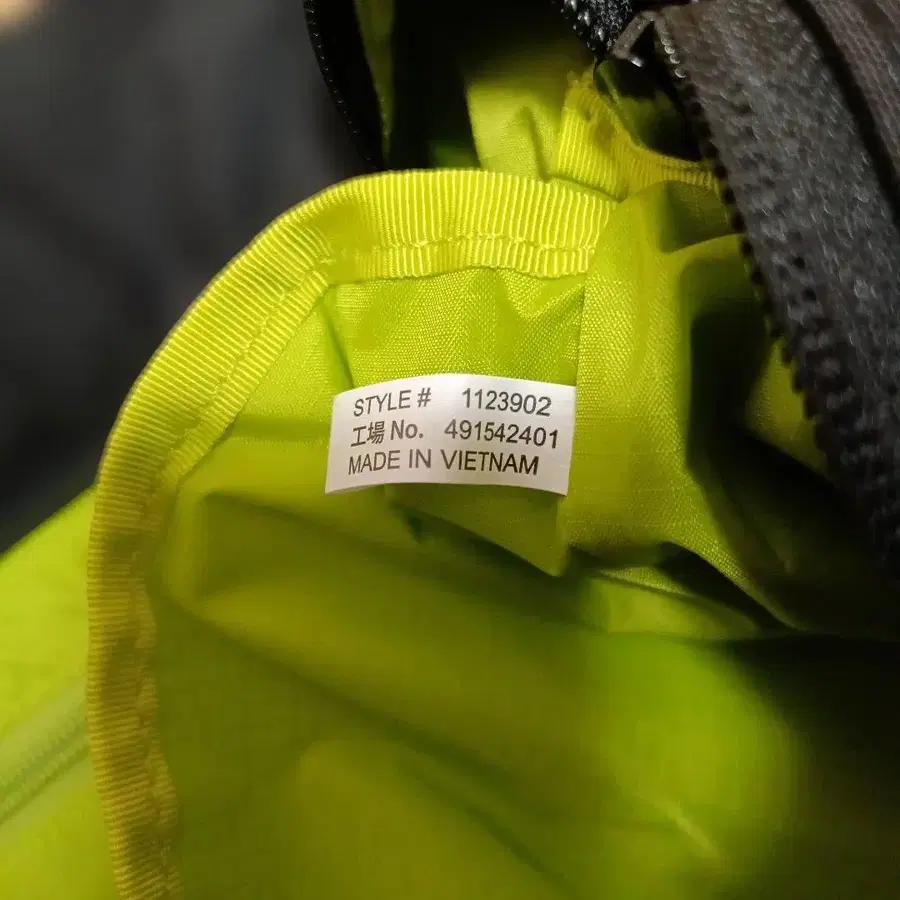 STYLE # 1123902
工場 No. 491542401
MADE IN VIETNAM